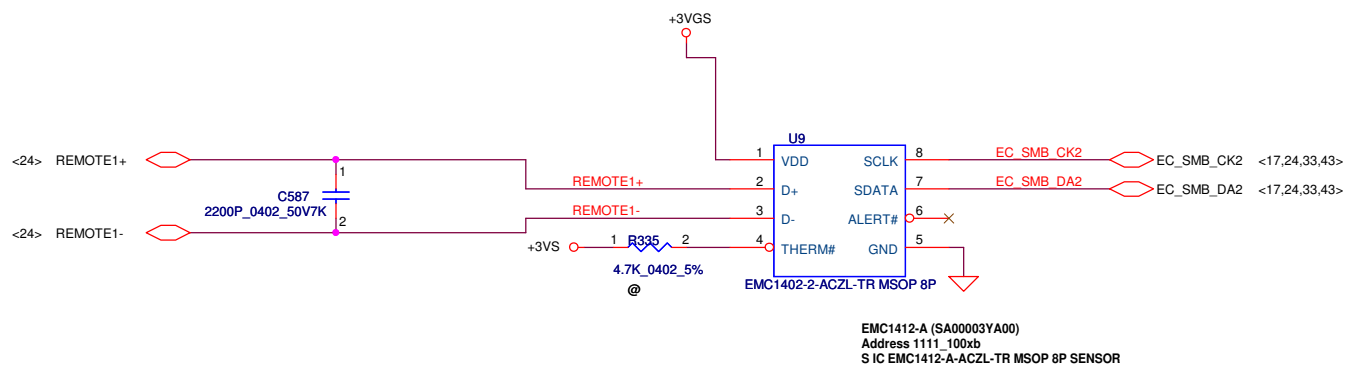 +3VGS
U9
1 VDD SCLK 8 EC_SMB_CK2 EC_SMB_CK2 <17,24,33,43>
<24> REMOTE1+
1
REMOTE1+ 2 D+ SDATA 7 EC_SMB_DA2 EC_SMB_DA2 <17,24,33,43>
C587
2200P_0402_50V7K
REMOTE1- 3 D- ALERT# 6
2
<24> REMOTE1-
+3VS 1 R335 2 4 THERM# GND 5
4.7K_0402_5%
@
EMC1402-2-ACZL-TR MSOP 8P
EMC1412-A (SA00003YA00)
Address 1111_100xb
S IC EMC1412-A-ACZL-TR MSOP 8P SENSOR